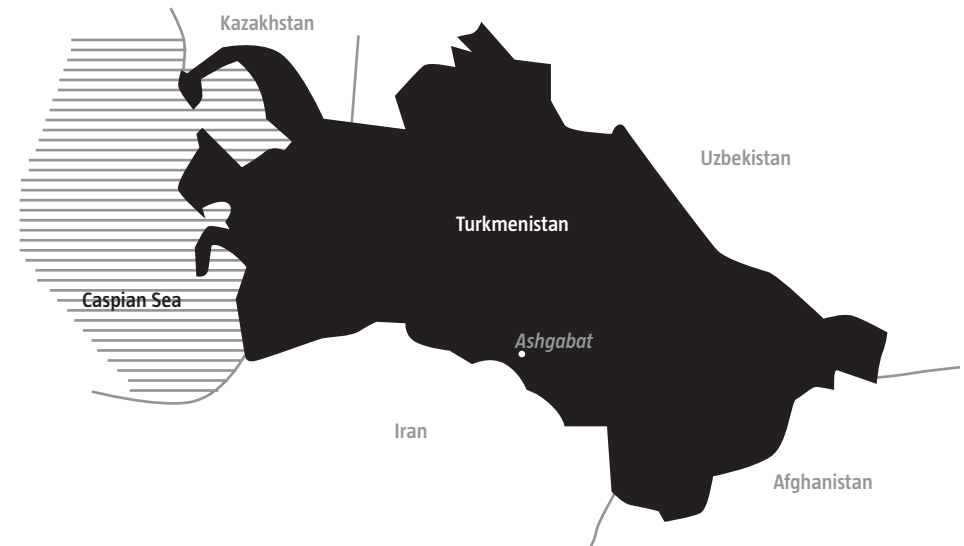 Kazakhstan
Uzbekistan
Turkmenistan
Caspian Sea
Ashgabat
Iran
Afghanistan